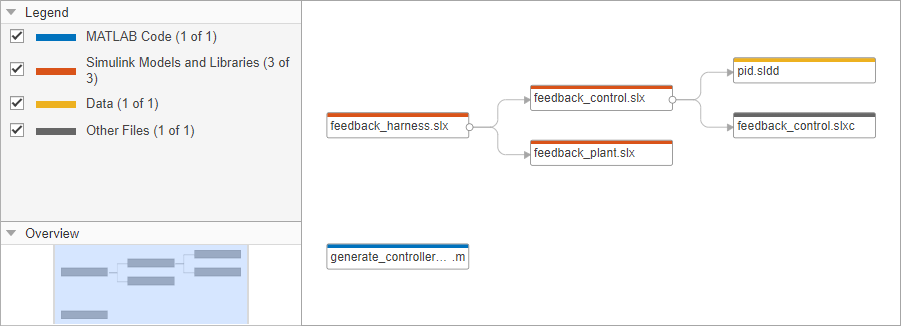 Legend
MATLAB Code (1 of 1)
Simulink Models and Libraries (3 of
3)
Data (1 of 1)
Other Files (1 of 1)
Overview
feedback_harness.slx
feedback_control.slx
feedback_plant.slx
pid.sldd
feedback_control.slxc
generate_controller... .m